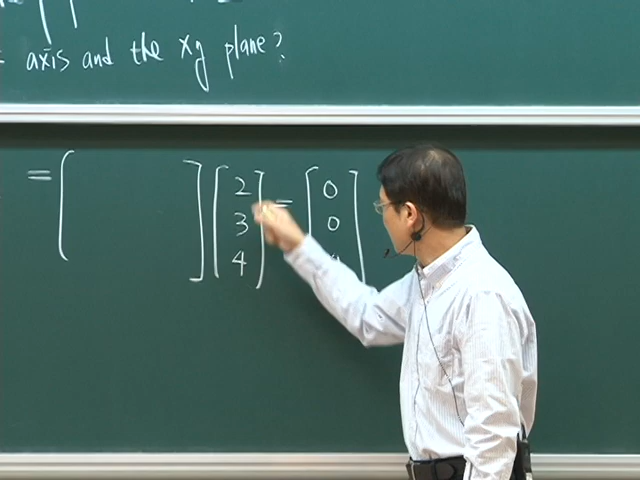 axis and the xy plane?
= [ ] [2 3 4] = [0 0